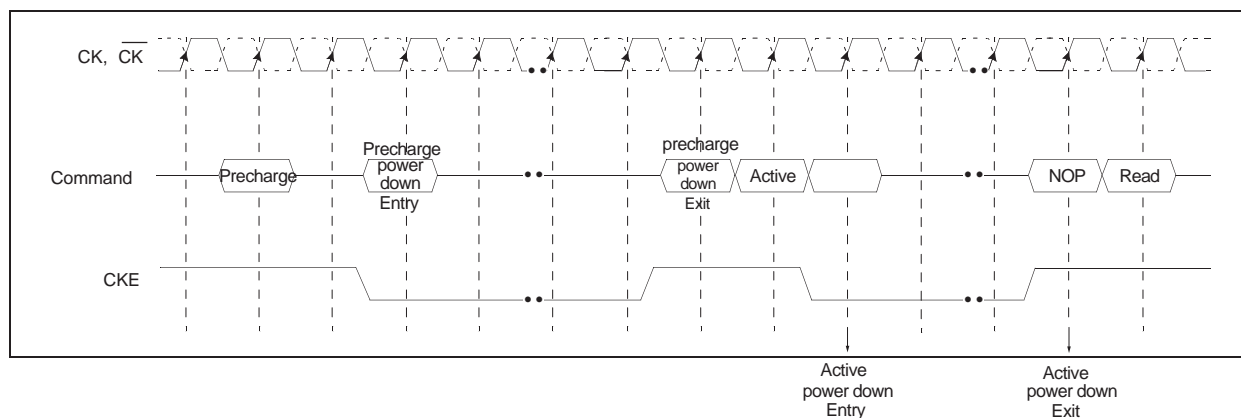 CK, CK
Command
Precharge
Precharge
power
down
Entry
precharge
power
down
Exit
Active
NOP
Read
CKE
Active
power down
Entry
Active
power down
Exit